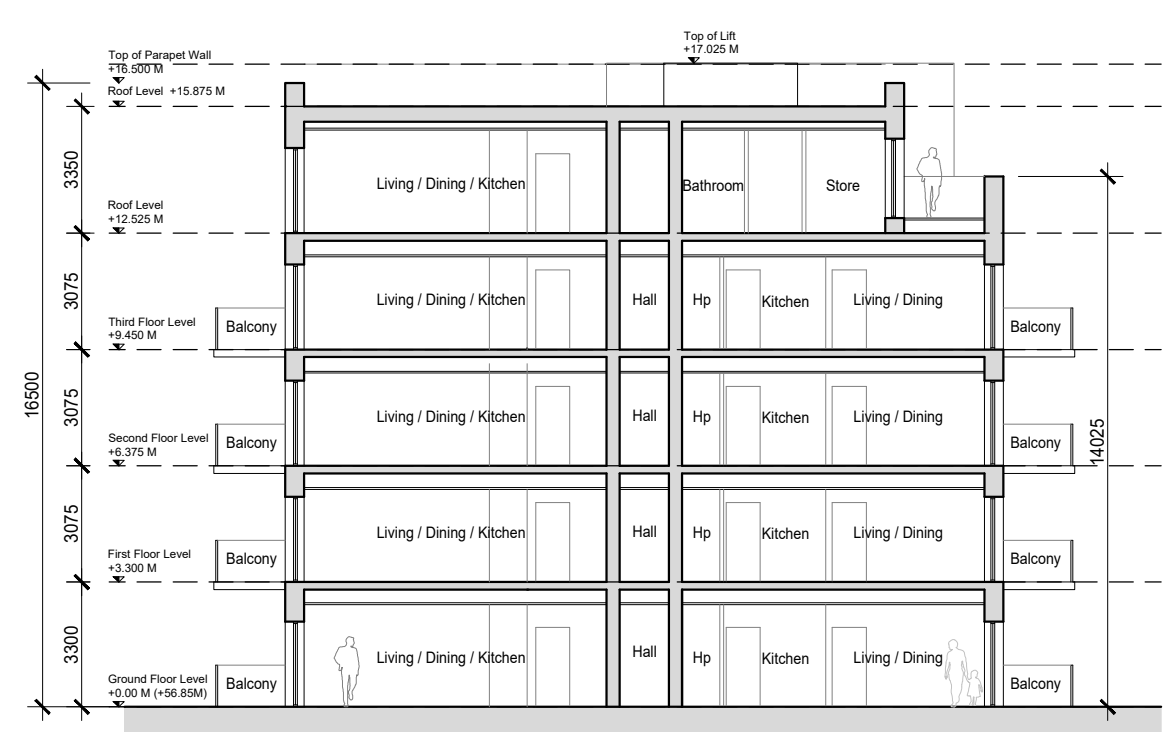 Top of Lift
+17.025 M
Top of Parapet Wall
+16.500 M
Roof Level +15.875 M
3350
Living / Dining / Kitchen
Bathroom
Store
Roof Level
+12.525 M
3075
Living / Dining / Kitchen
Hall
Hp
Kitchen
Living / Dining
Third Floor Level
+9.450 M
Balcony
Balcony
16500
3075
Living / Dining / Kitchen
Hall
Hp
Kitchen
Living / Dining
14025
Second Floor Level
+6.375 M
Balcony
Balcony
3075
Living / Dining / Kitchen
Hall
Hp
Kitchen
Living / Dining
First Floor Level
+3.300 M
Balcony
Balcony
3300
Living / Dining / Kitchen
Hall
Hp
Kitchen
Living / Dining
Ground Floor Level
+0.00 M (+56.85M)
Balcony
Balcony